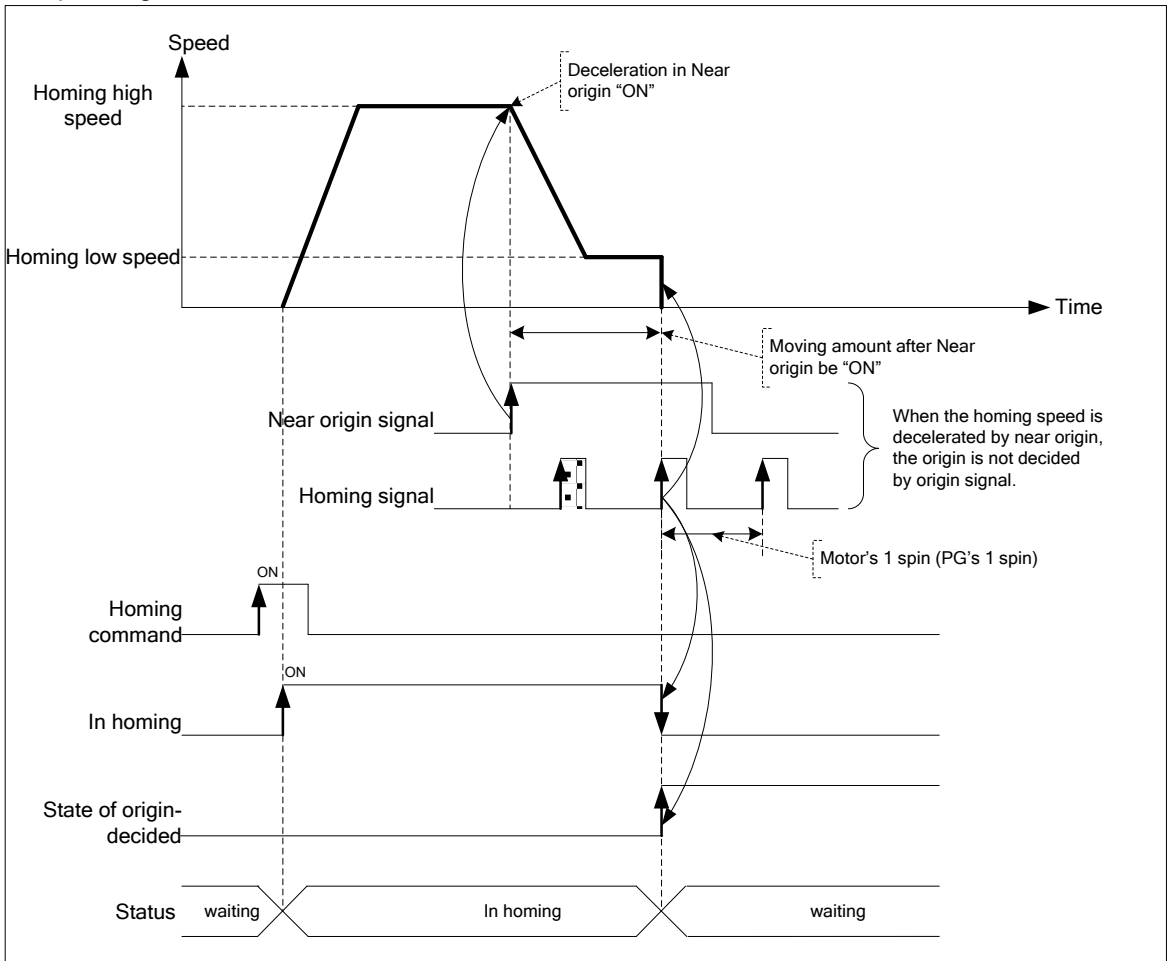 Speed
Deceleration in Near
origin “ON”
Homing high
speed
Homing low speed
Time
Moving amount after Near
origin be “ON”
Near origin signal
When the homing speed is
decelerated by near origin,
the origin is not decided
by origin signal.
Homing signal
Motor's 1 spin (PG's 1 spin)
ON
Homing
command
ON
In homing
State of origin-
decided
Status
waiting
In homing
waiting